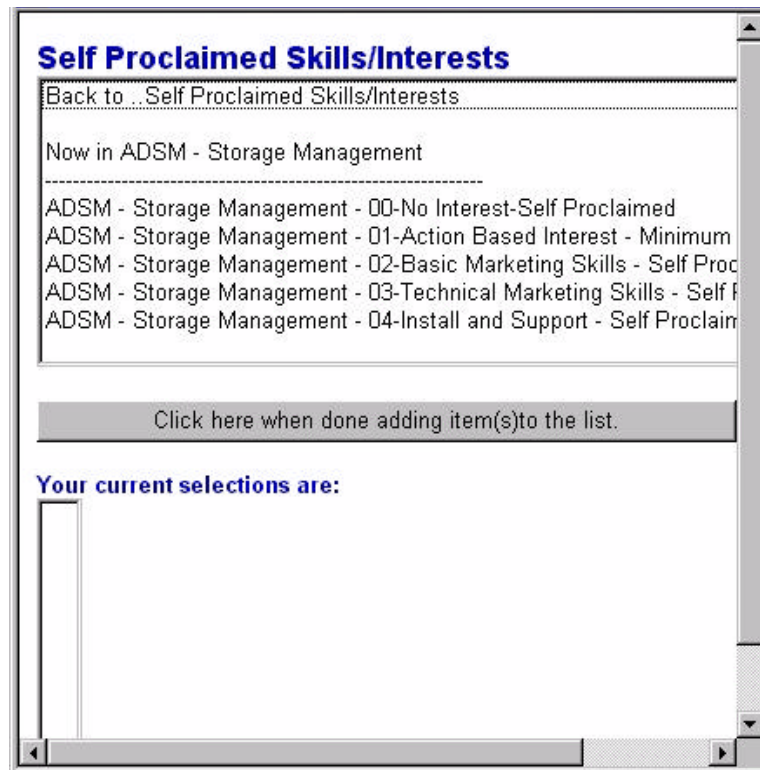 Self Proclaimed Skills/Interests
Back to ..Self Proclaimed Skills/Interests
Now in ADSM - Storage Management
------------------------------------------------------------
ADSM - Storage Management - 00-No Interest-Self Proclaimed
ADSM - Storage Management - 01-Action Based Interest - Minimum
ADSM - Storage Management - 02-Basic Marketing Skills - Self Proc
ADSM - Storage Management - 03-Technical Marketing Skills - Self
ADSM - Storage Management - 04-Install and Support - Self Proclaim
Click here when done adding item(s)to the list.
Your current selections are: